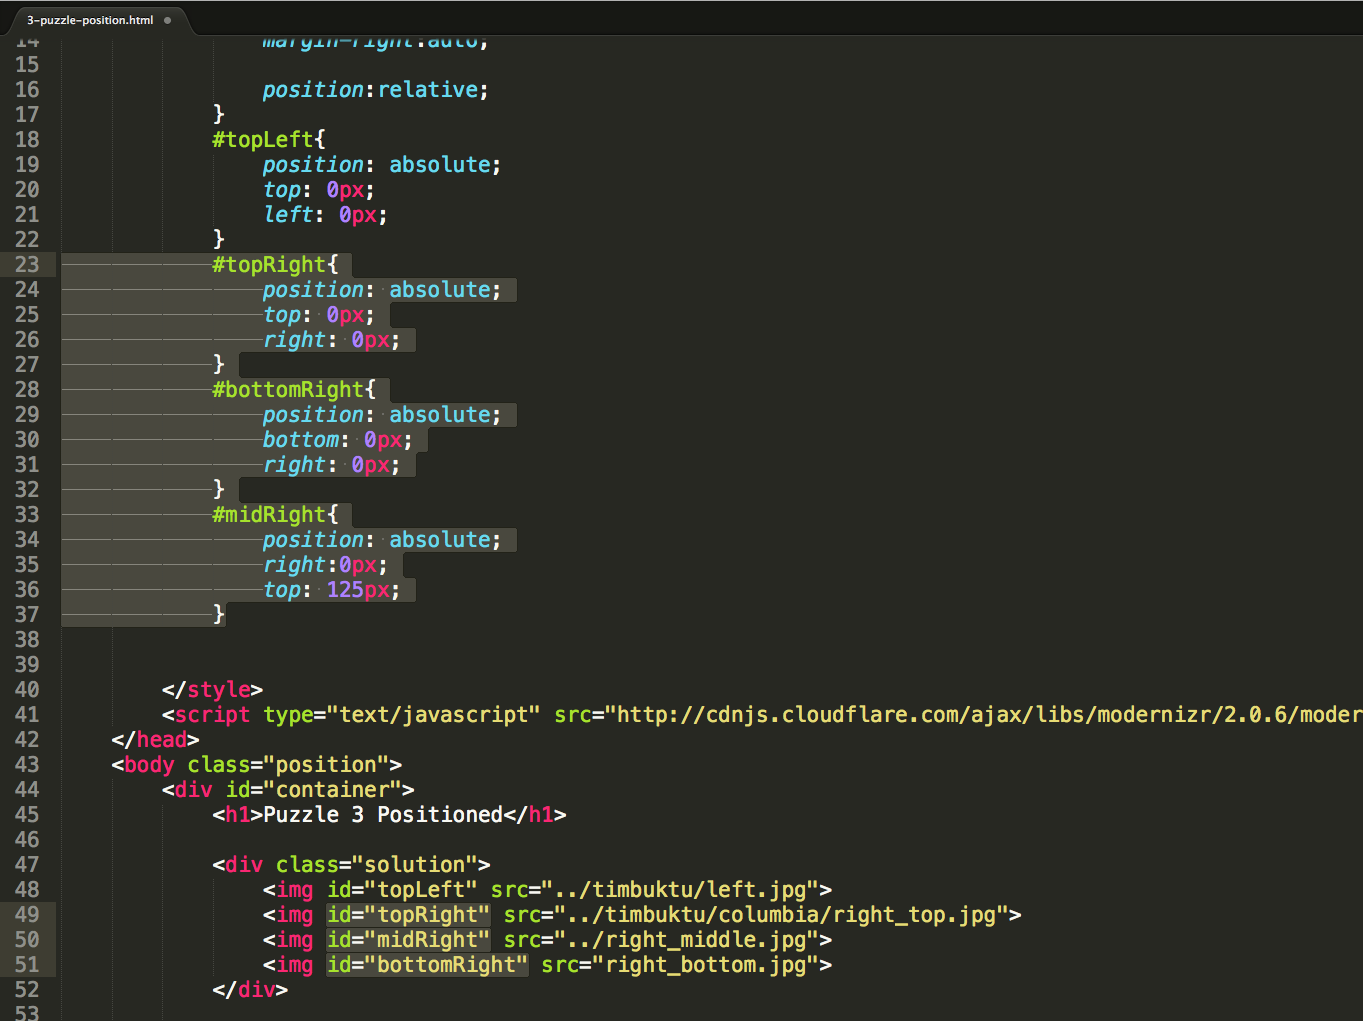 3-puzzle-position.html
14 margin-right:auto;
15
16 position:relative;
17 }
18 #topLeft{
19 position: absolute;
20 top: 0px;
21 left: 0px;
22 }
23 #topRight{
24 position: absolute;
25 top: 0px;
26 right: 0px;
27 }
28 #bottomRight{
29 position: absolute;
30 bottom: 0px;
31 right: 0px;
32 }
33 #midRight{
34 position: absolute;
35 right:0px;
36 top: 125px;
37 }
38
39
40 </style>
41 <script type="text/javascript" src="http://cdnjs.cloudflare.com/ajax/libs/modernizr/2.0.6/moder
42 </head>
43 <body class="position">
44 <div id="container">
45 <h1>Puzzle 3 Positioned</h1>
46
47 <div class="solution">
48 <img id="topLeft" src="../timbuktu/left.jpg">
49 <img id="topRight" src="../timbuktu/columbia/right_top.jpg">
50 <img id="midRight" src="../right_middle.jpg">
51 <img id="bottomRight" src="right_bottom.jpg">
52 </div>
53